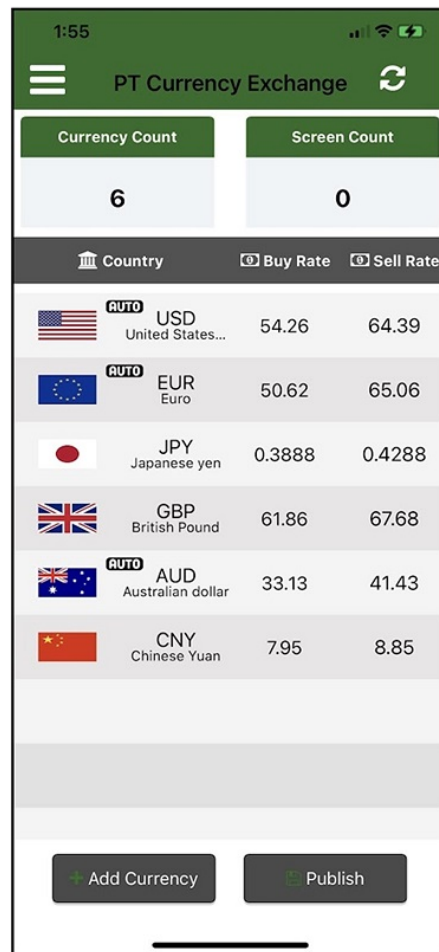 1:55
PT Currency Exchange
Currency Count
Screen Count
6
0
Country Buy Rate Sell Rate
AUTO
USD
United States...
54.26 64.39
AUTO
EUR
Euro
50.62 65.06
JPY
Japanese yen
0.3888 0.4288
GBP
British Pound
61.86 67.68
AUTO
AUD
Australian dollar
33.13 41.43
CNY
Chinese Yuan
7.95 8.85
+ Add Currency
Publish